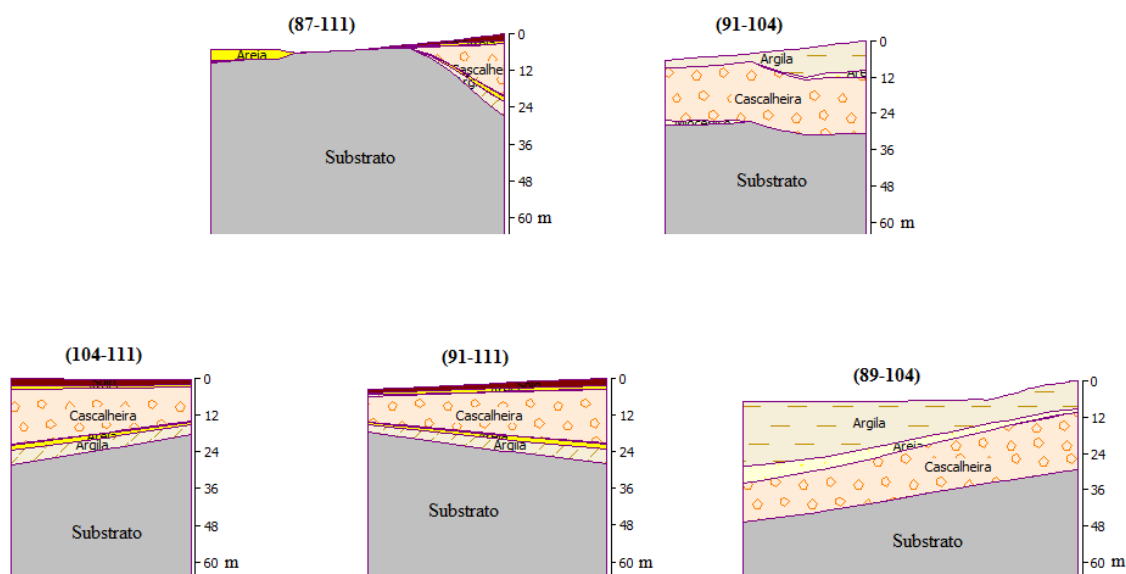 (87-111)
Areia
Substrato
0
12
24
36
48
60 m
(91-104)
Argila
Cascalheira
Substrato
0
12
24
36
48
60 m
(104-111)
Cascalheira
Argila
Substrato
0
12
24
36
48
60 m
(91-111)
Cascalheira
Argila
Substrato
0
12
24
36
48
60 m
(89-104)
Argila
Areia
Cascalheira
Substrato
0
12
24
36
48
60 m